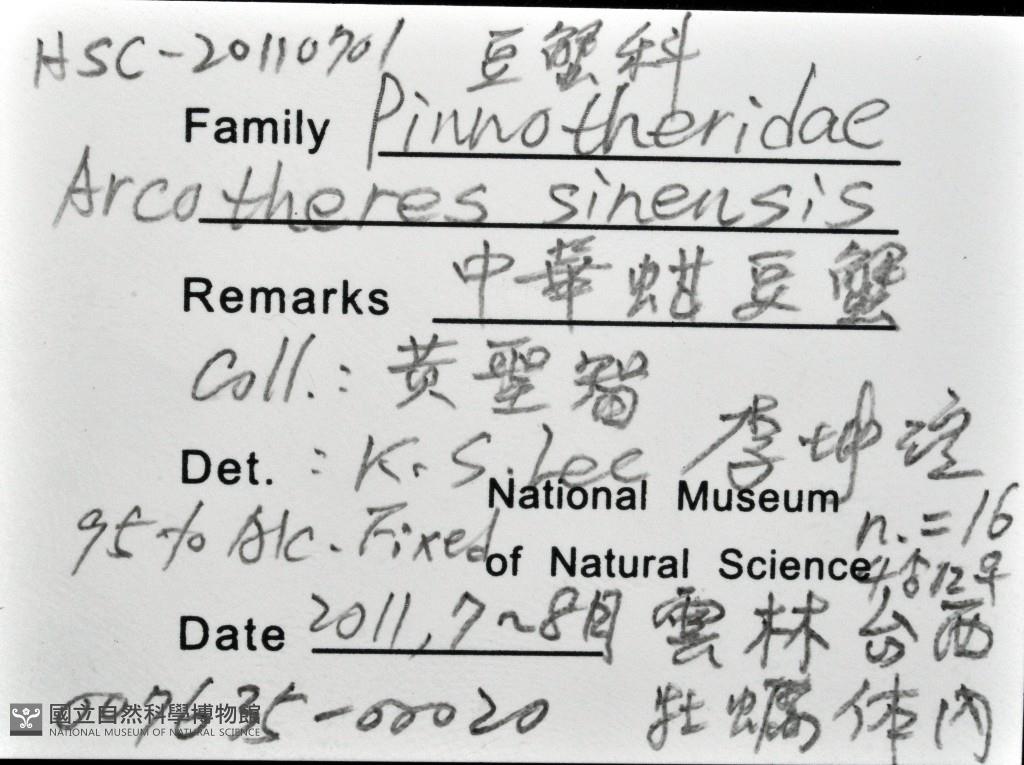 HSC-20110701 豆蟹科
Family Pinnotheridae
Arcotheres sinensis
Remarks 中華蚶豆蟹
Coll.: 黄聖智
Det. : K. S. Lee 李坤瑄
National Museum
95% Alc. Fixed n. = 16
of Natural Science 4♂12♀
Date 2011, 7~8月 雲林台西
007635-00020 牡蠣体內
國立自然科學博物館
NATIONAL MUSEUM OF NATURAL SCIENCE